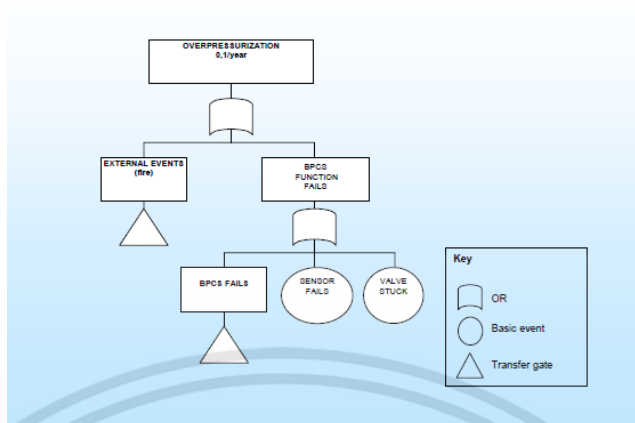 OVERPRESSURIZATION
0,1/year
EXTERNAL EVENTS
(fire)
BPCS
FUNCTION
FAILS
BPCS FAILS
SENSOR
FAILS
VALVE
STUCK
Key
OR
Basic event
Transfer gate